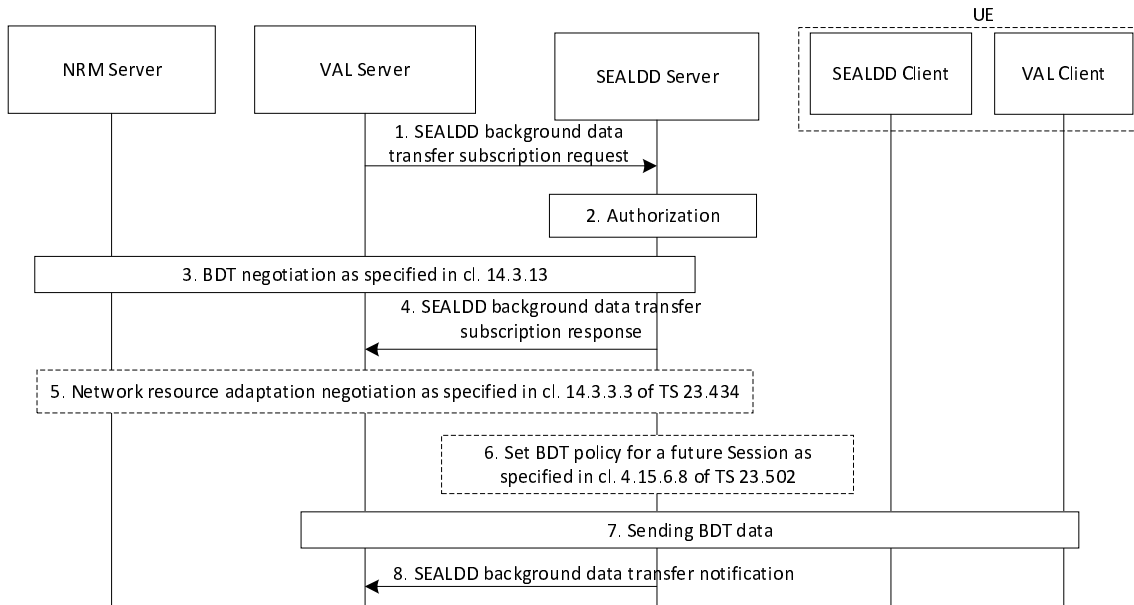 UE
NRM Server
VAL Server
SEALDD Server
SEALDD Client
VAL Client
1. SEALDD background data
transfer subscription request
2. Authorization
3. BDT negotiation as specified in cl. 14.3.13
4. SEALDD background data transfer
subscription response
5. Network resource adaptation negotiation as specified in cl. 14.3.3.3 of TS 23.434
6. Set BDT policy for a future Session as
specified in cl. 4.15.6.8 of TS 23.502
7. Sending BDT data
8. SEALDD background data transfer notification